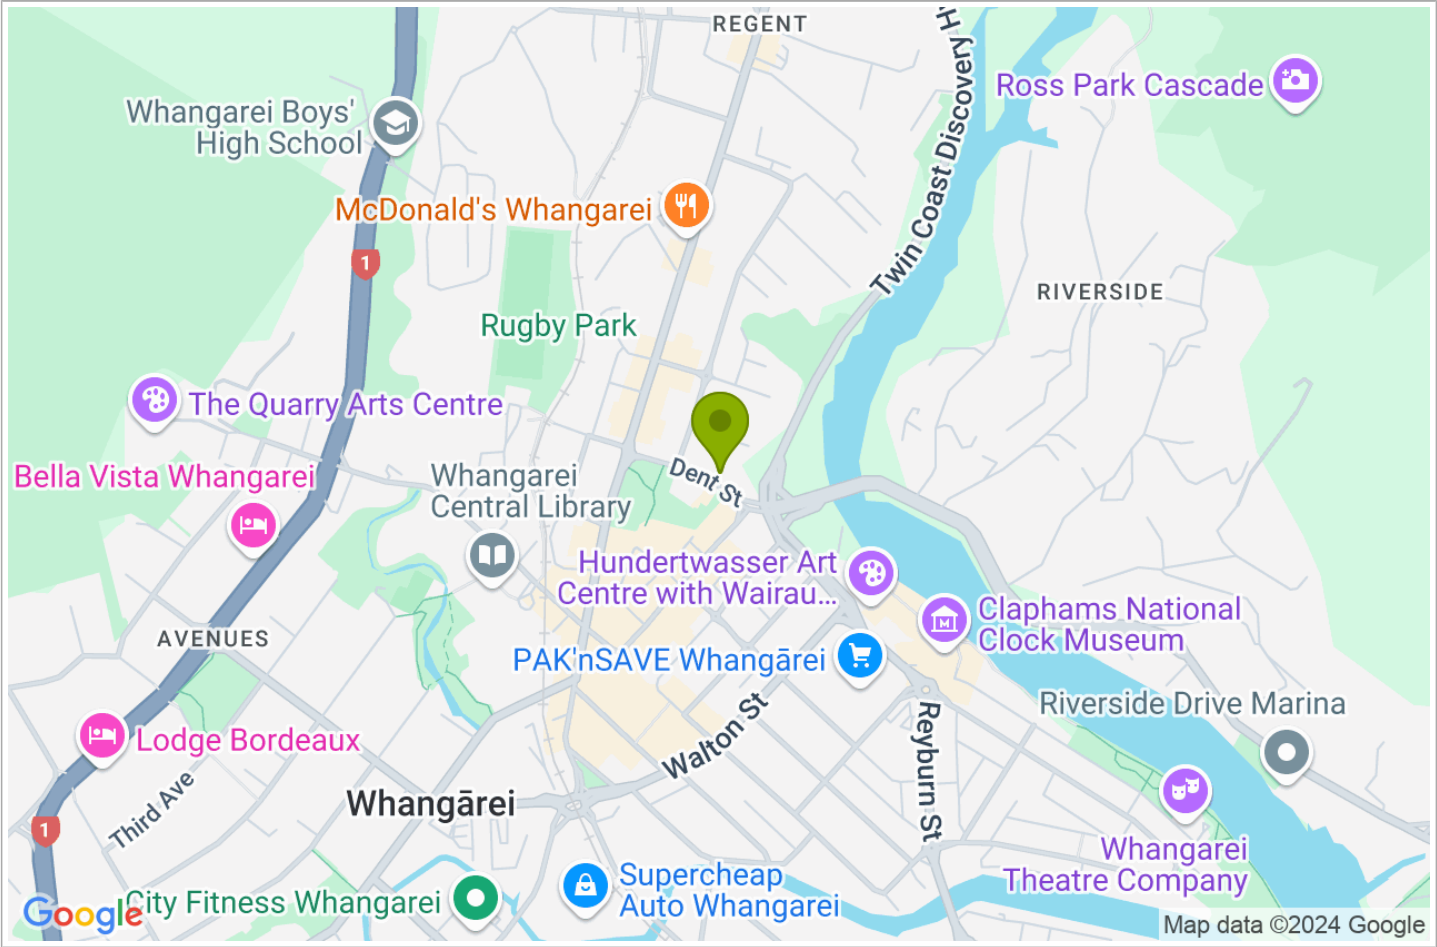 REGENT
Twin Coast Discovery H
Ross Park Cascade
Whangarei Boys'
High School
McDonald's Whangarei
1
RIVERSIDE
Rugby Park
The Quarry Arts Centre
Bella Vista Whangarei
Whangarei
Central Library
Dent St
Hundertwasser Art
Centre with Wairau...
Claphams National
Clock Museum
AVENUES
PAK'nSAVE Whangārei
Riverside Drive Marina
Lodge Bordeaux
Walton St
Reyburn St
Third Ave
Whangārei
1
Whangarei
Theatre Company
Supercheap
Auto Whangarei
City Fitness Whangarei
Google
Map data ©2024 Google